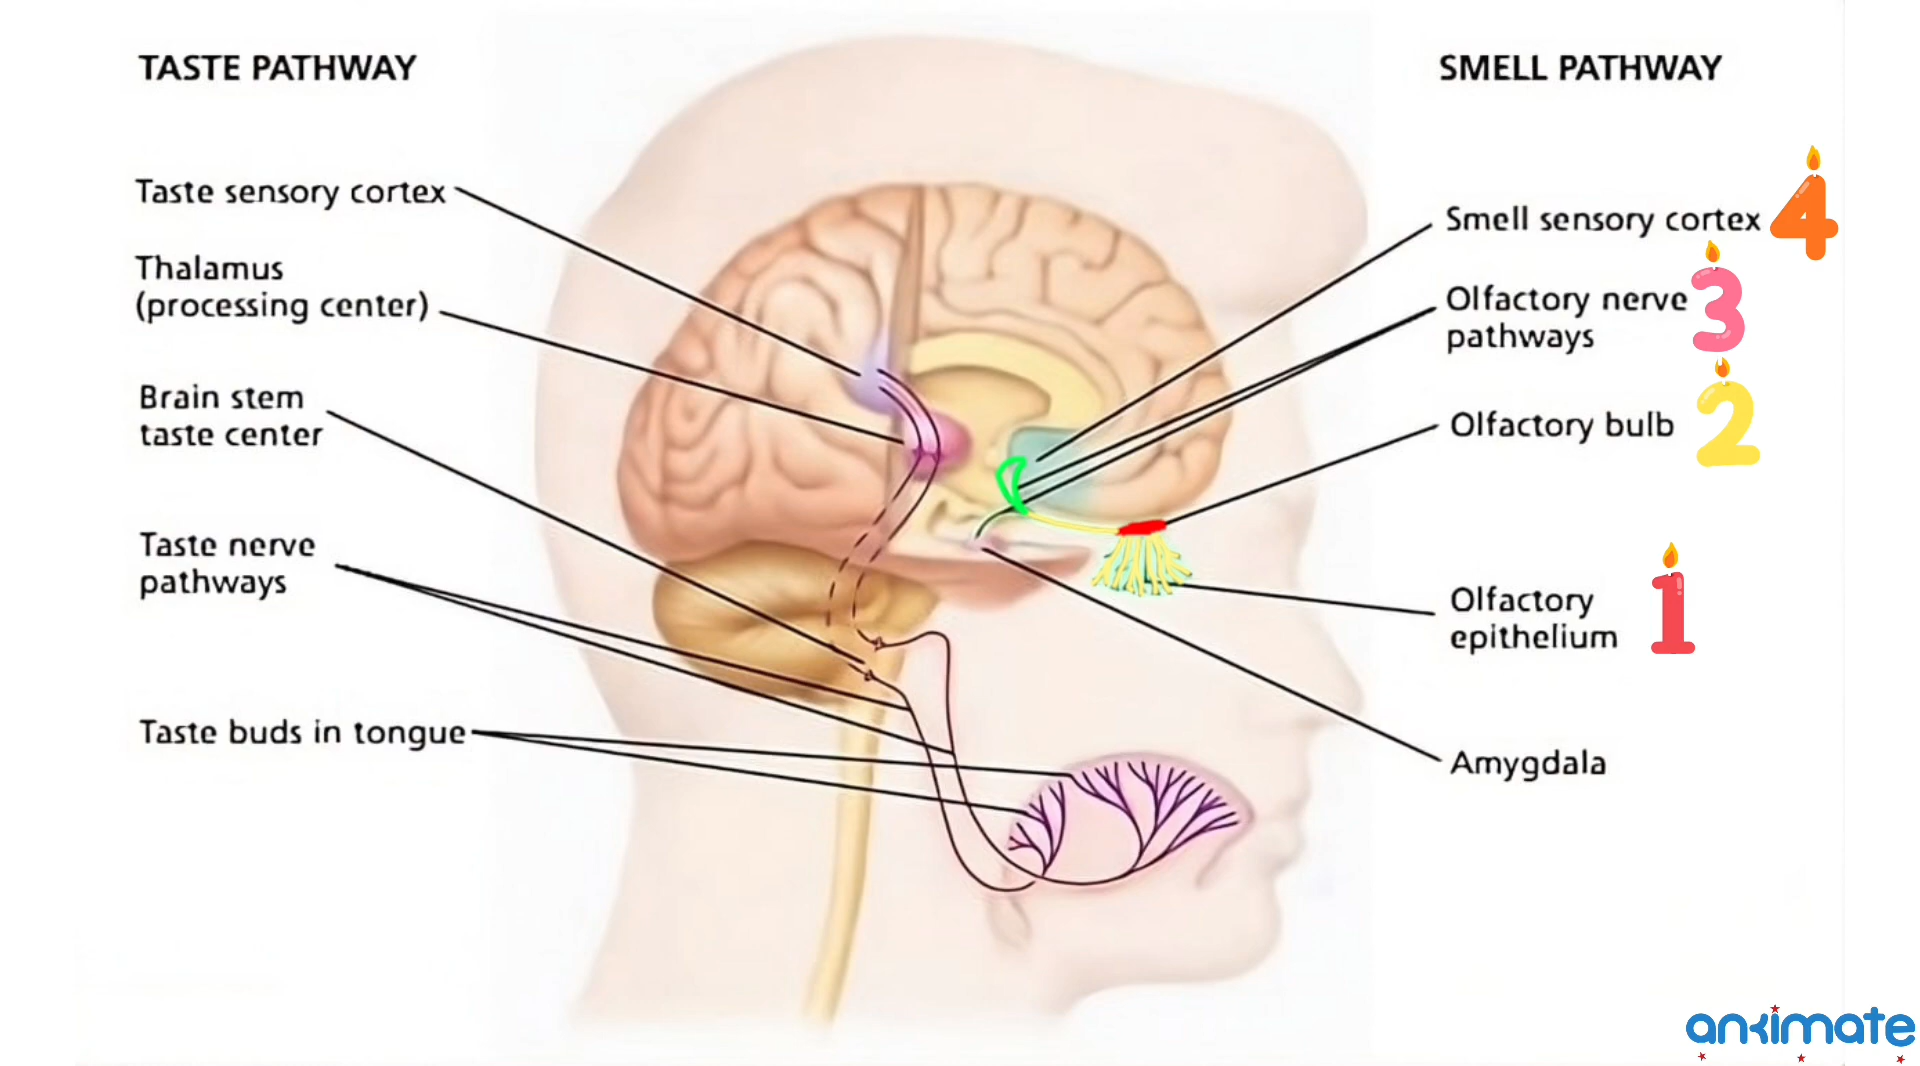 TASTE PATHWAY
Taste sensory cortex
Thalamus
(processing center)
Brain stem
taste center
Taste nerve
pathways
Taste buds in tongue
SMELL PATHWAY
Smell sensory cortex 4
Olfactory nerve 3
pathways
Olfactory bulb 2
Olfactory 1
epithelium
Amygdala
ankimate